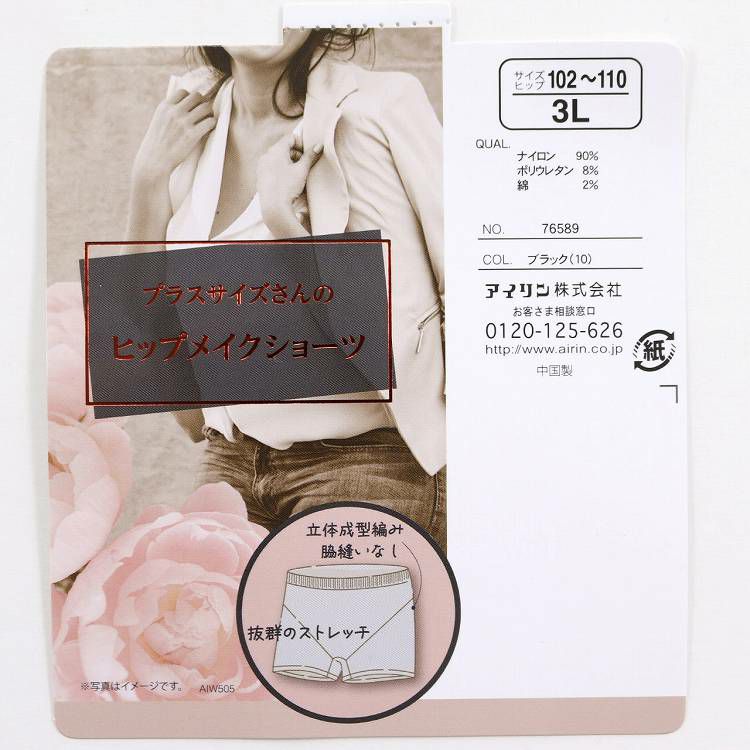 プラスサイズさんの
ヒップメイクショーツ
立体成型編み
脇縫いなし
抜群のストレッチ
※写真はイメージです。 AIW505
サイズ
ヒップ 102〜110
3L
QUAL.
ナイロン 90%
ポリウレタン 8%
綿 2%
NO. 76589
COL. ブラック(10)
アイリン株式会社
お客さま相談窓口
0120-125-626
http://www.airin.co.jp
中国製
紙